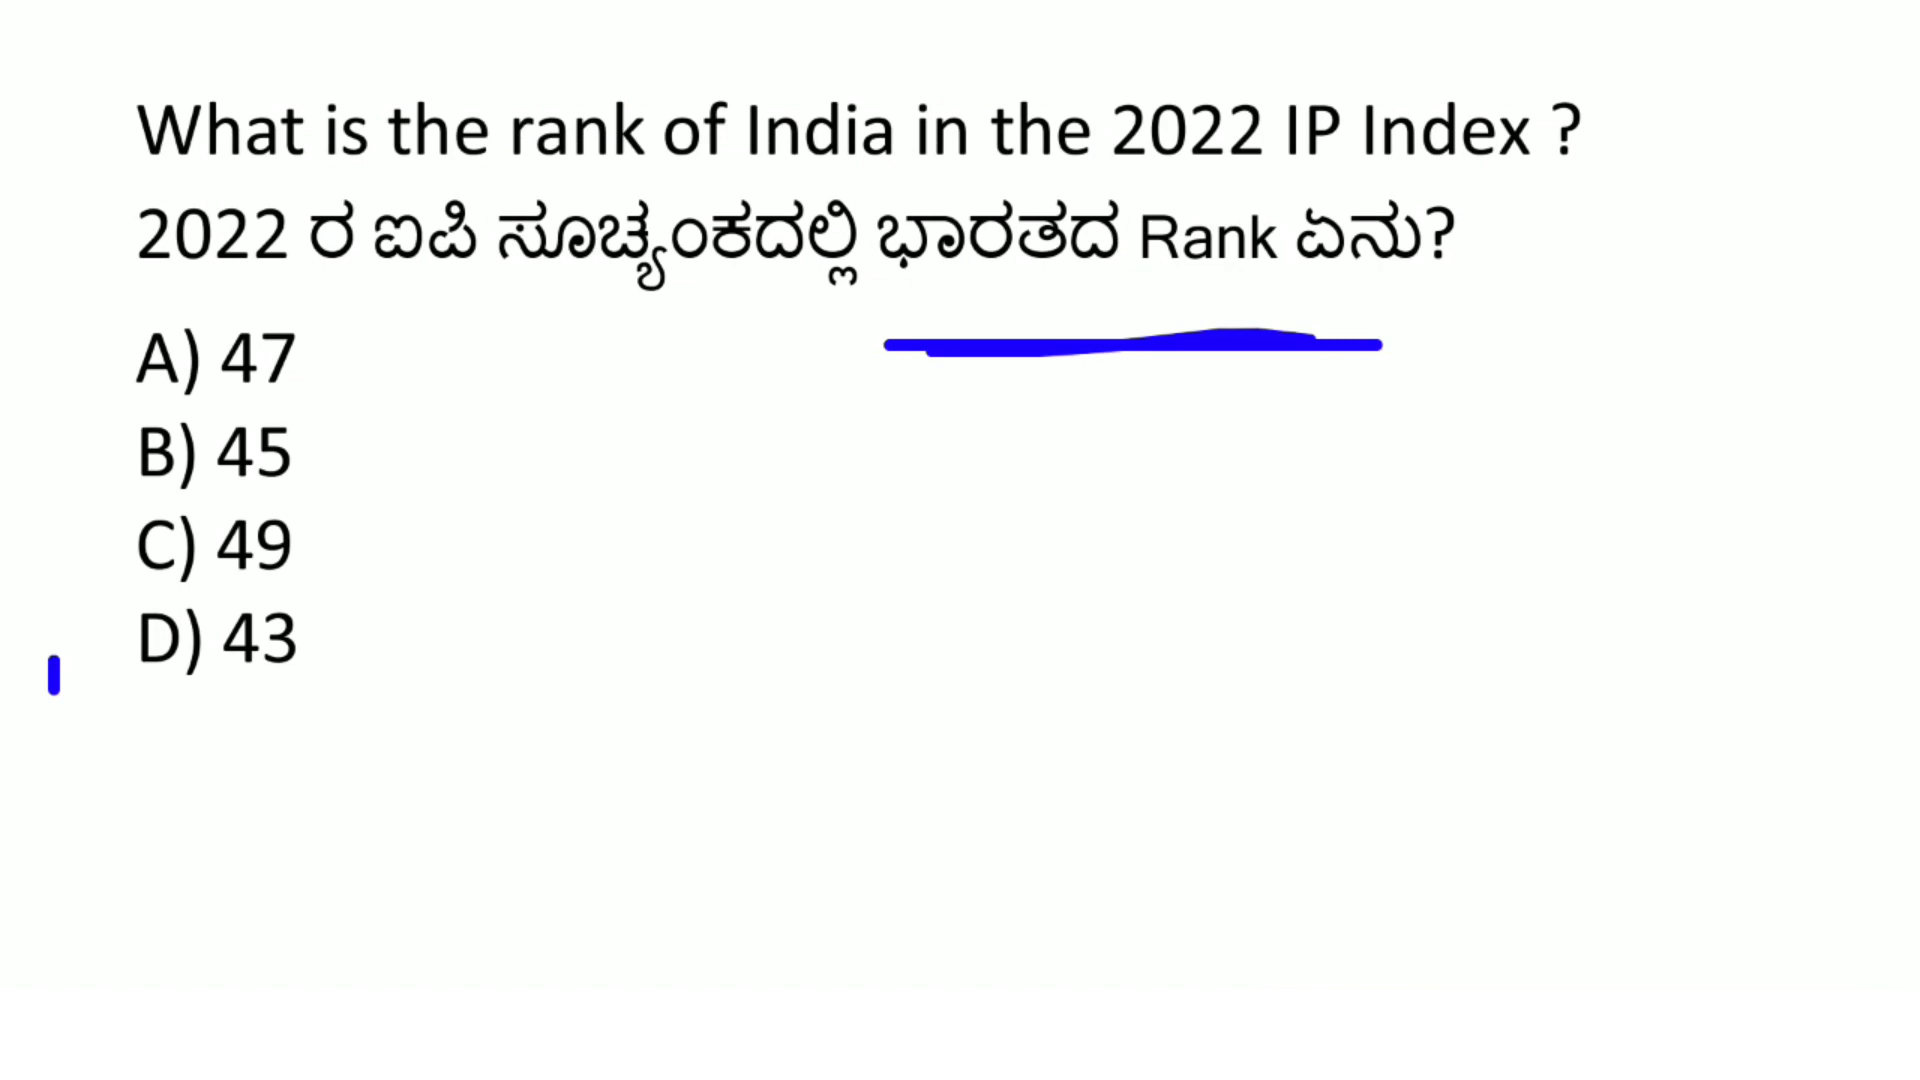 What is the rank of India in the 2022 IP Index ?
2022 ರ ಐಪಿ ಸೂಚ್ಯಂಕದಲ್ಲಿ ಭಾರತದ Rank ಏನು?
A) 47
B) 45
C) 49
D) 43